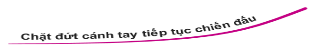 Chặt đứt cánh tay tiếp tục chiến đấu